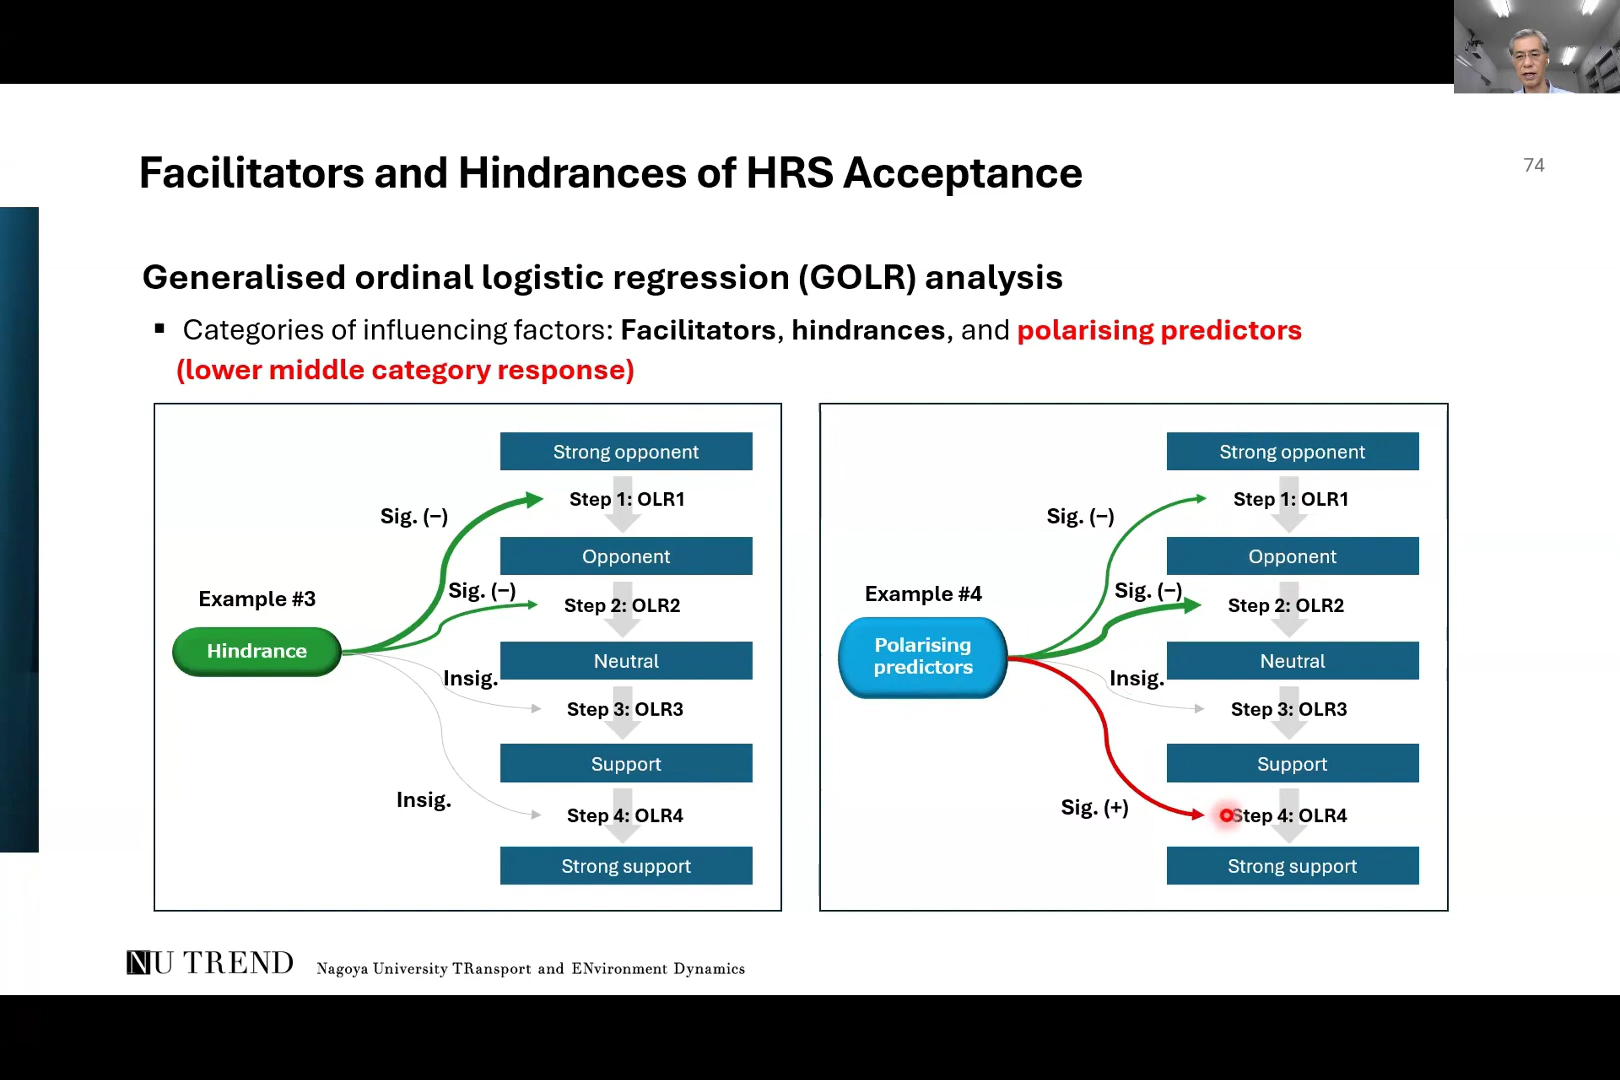 Facilitators and Hindrances of HRS Acceptance
74
Generalised ordinal logistic regression (GOLR) analysis
▪ Categories of influencing factors: Facilitators, hindrances, and polarising predictors
(lower middle category response)
Strong opponent
Sig. (−)
Step 1: OLR1
Opponent
Sig. (−)
Example #3
Step 2: OLR2
Hindrance
Neutral
Insig.
Step 3: OLR3
Support
Insig.
Step 4: OLR4
Strong support
Strong opponent
Sig. (−)
Step 1: OLR1
Opponent
Sig. (−)
Example #4
Step 2: OLR2
Polarising
predictors
Neutral
Insig.
Step 3: OLR3
Support
Sig. (+)
Step 4: OLR4
Strong support
NU TREND Nagoya University TRansport and ENvironment Dynamics